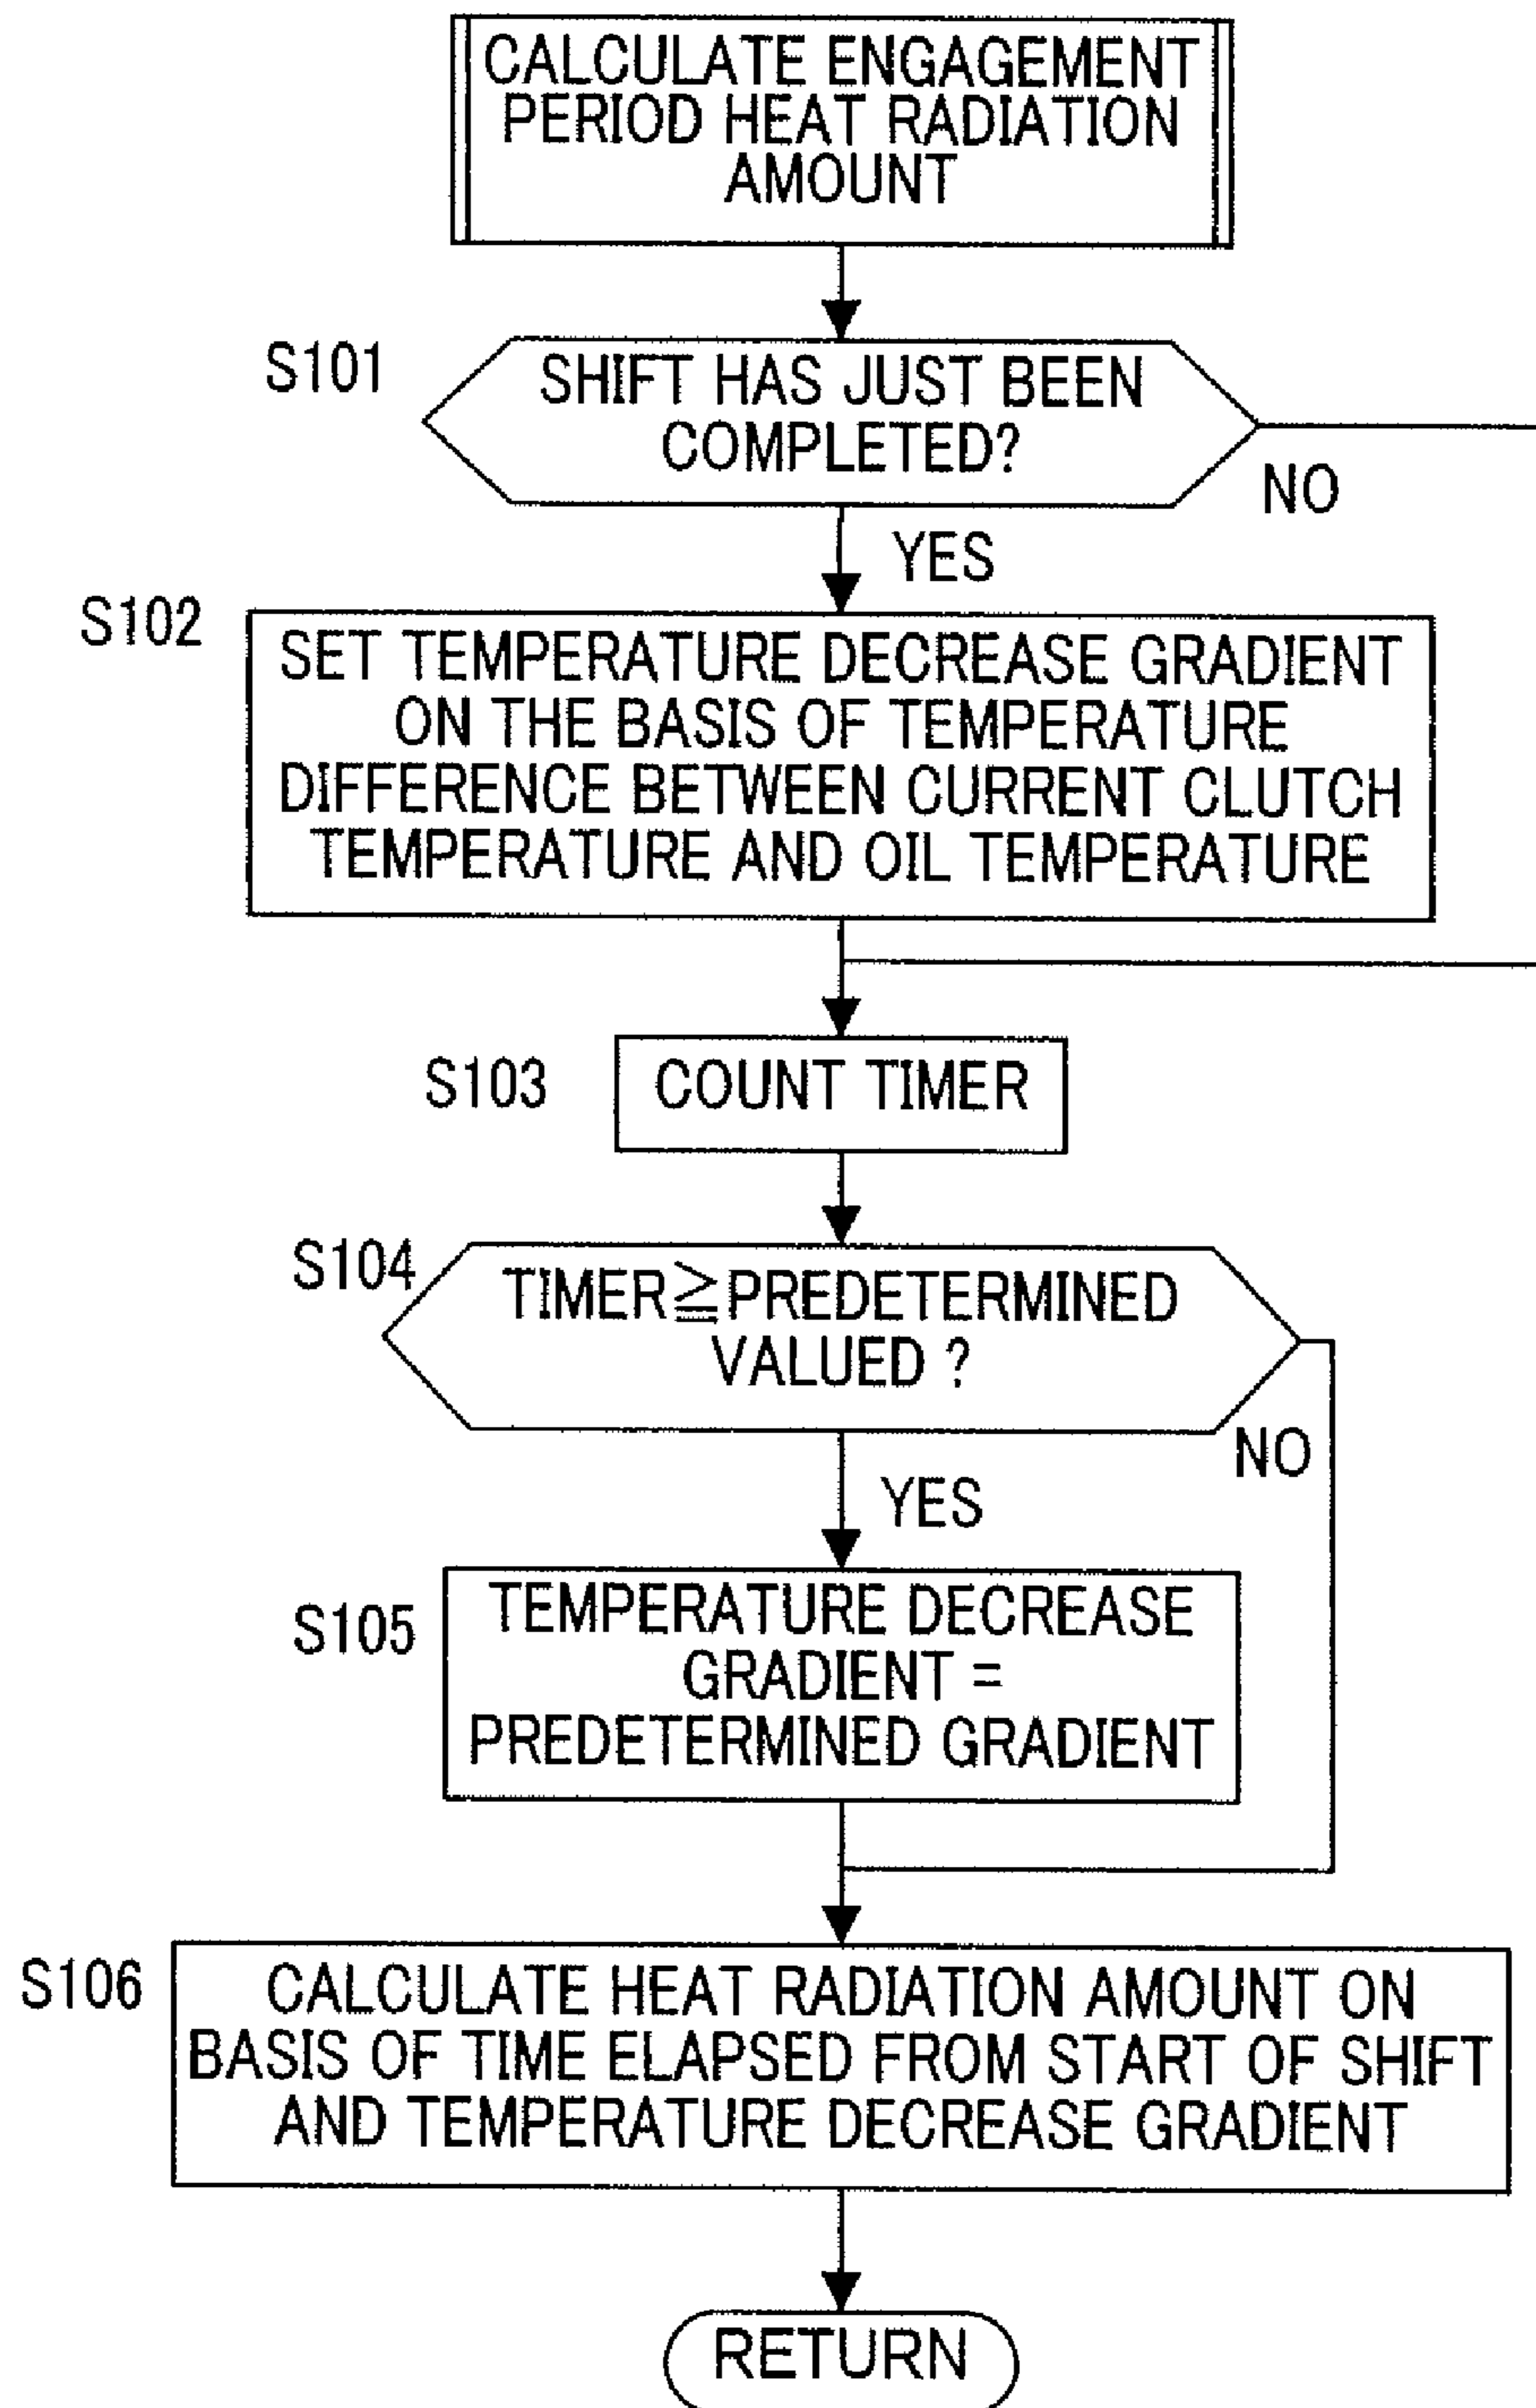 CALCULATE ENGAGEMENT
PERIOD HEAT RADIATION
AMOUNT
S101
SHIFT HAS JUST BEEN
COMPLETED?
NO
YES
S102
SET TEMPERATURE DECREASE GRADIENT
ON THE BASIS OF TEMPERATURE
DIFFERENCE BETWEEN CURRENT CLUTCH
TEMPERATURE AND OIL TEMPERATURE
S103
COUNT TIMER
S104
TIMER≧PREDETERMINED
VALUED ?
NO
YES
S105
TEMPERATURE DECREASE
GRADIENT =
PREDETERMINED GRADIENT
S106
CALCULATE HEAT RADIATION AMOUNT ON
BASIS OF TIME ELAPSED FROM START OF SHIFT
AND TEMPERATURE DECREASE GRADIENT
RETURN